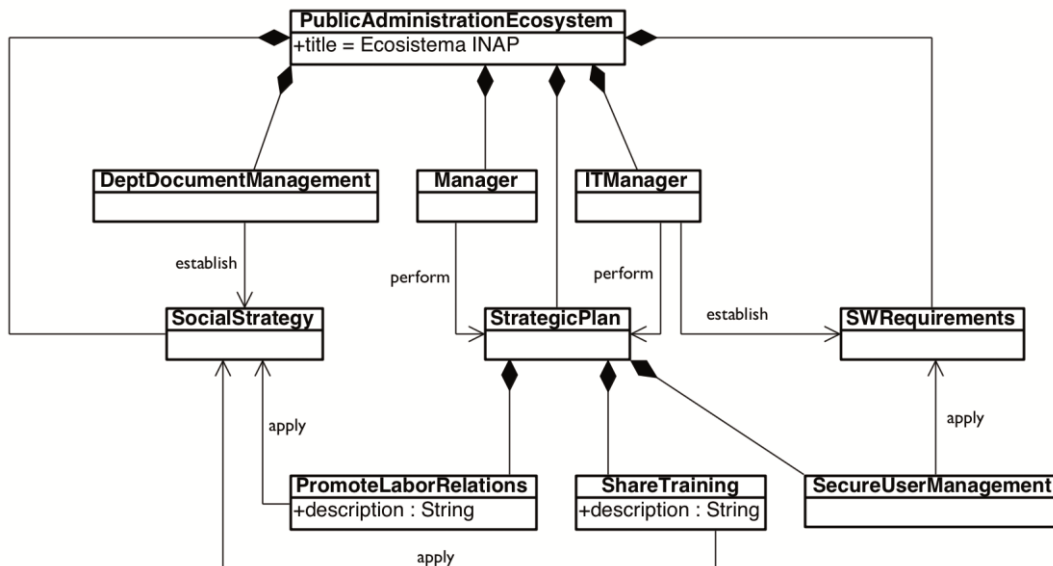 PublicAdministrationEcosystem
+title = Ecosistema INAP
DeptDocumentManagement
Manager
ITManager
establish
perform
perform
SocialStrategy
StrategicPlan
establish
SWRequirements
apply
apply
PromoteLaborRelations
+description : String
ShareTraining
+description : String
SecureUserManagement
apply